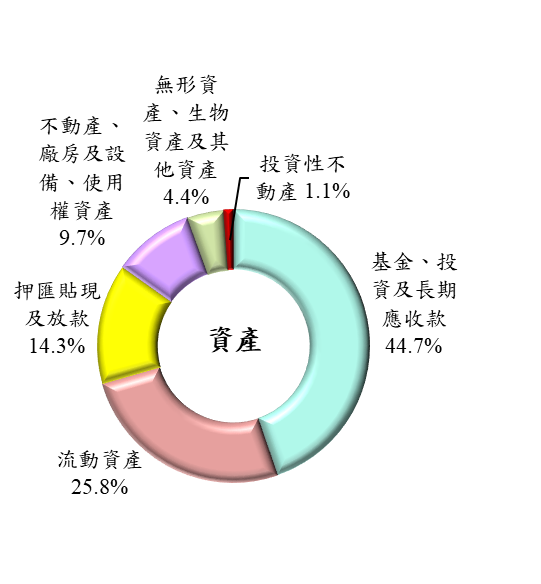 無形資
產、生物
資產及其
他資產
4.4%
不動產、
廠房及設
備、使用
權資產
9.7%
投資性不
動產 1.1%
基金、投
資及長期
應收款
44.7%
押匯貼現
及放款
14.3%
資產
流動資產
25.8%